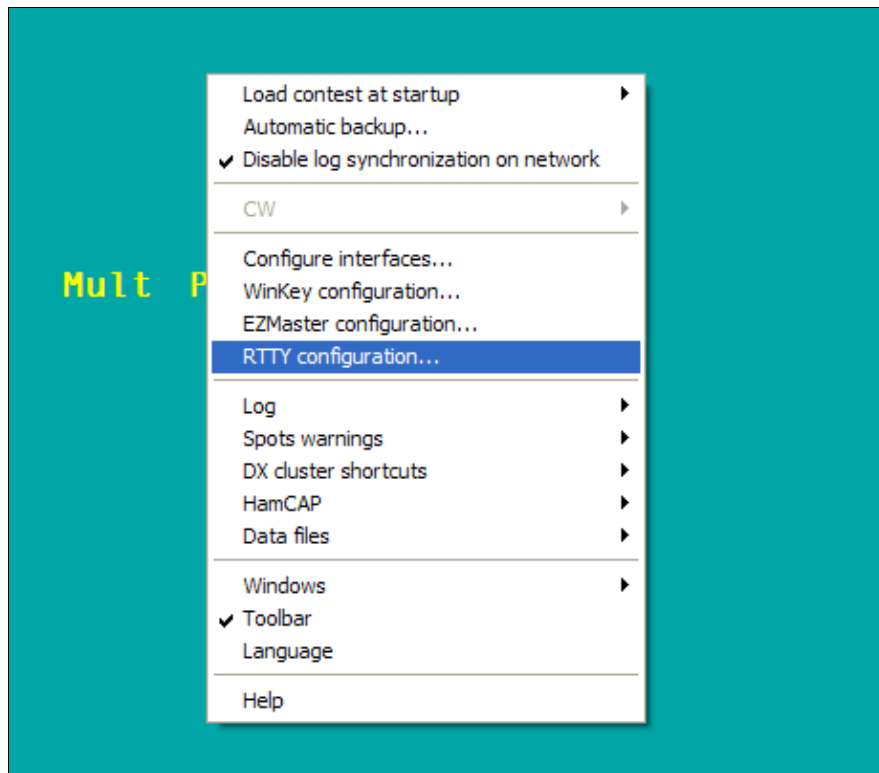 Load contest at startup
Automatic backup...
Disable log synchronization on network
CW
Configure interfaces...
Mult P
WinKey configuration...
EZMaster configuration...
RTTY configuration...
Log
Spots warnings
DX cluster shortcuts
HamCAP
Data files
Windows
Toolbar
Language
Help